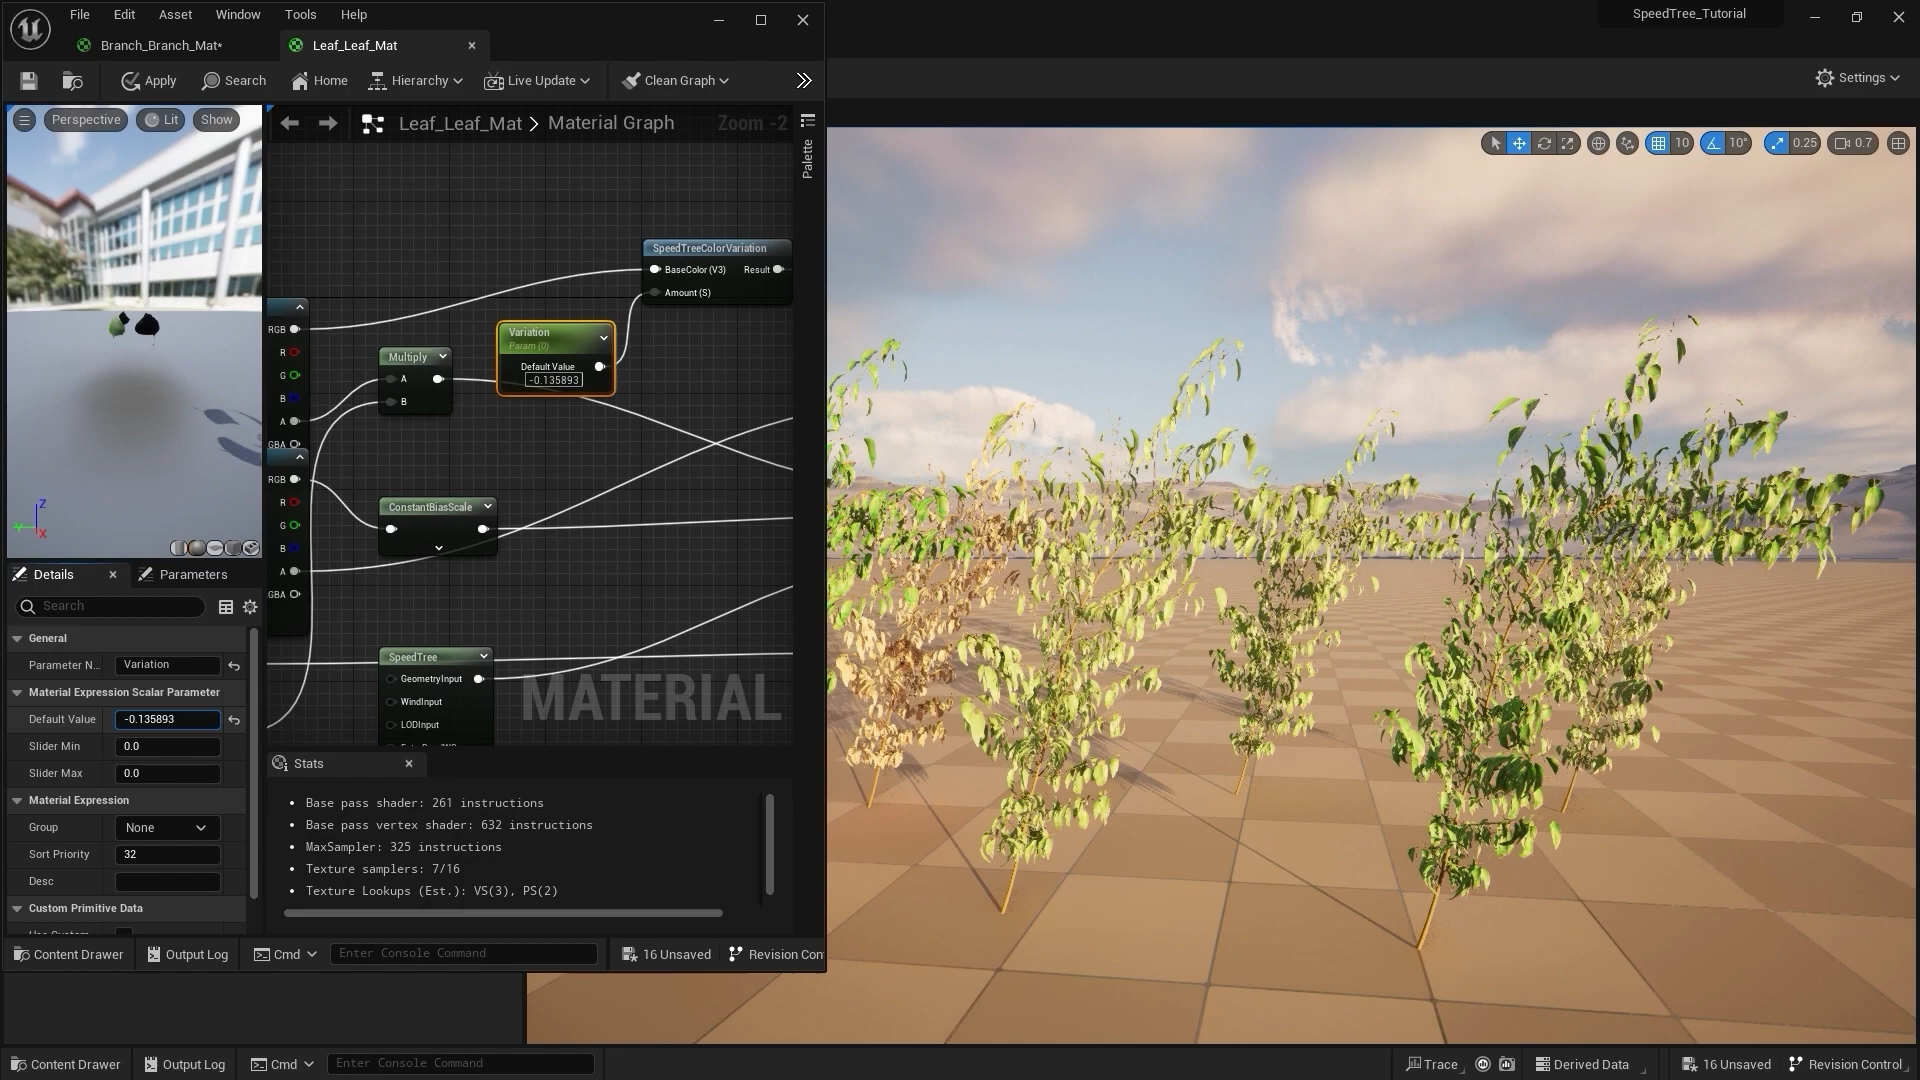 File Edit Asset Window Tools Help
SpeedTree_Tutorial
Branch_Branch_Mat*
Leaf_Leaf_Mat
Apply
Search
Home
Hierarchy
Live Update
Clean Graph
Settings
Perspective
Lit
Show
Leaf_Leaf_Mat > Material Graph
Zoom -2
Palette
10
10°
0.25
0.7
SpeedTreeColorVariation
BaseColor (V3) Result
Amount (S)
RGB
R
G
B
A
GBA
Multiply
A
B
Variation
Param (0)
Default Value
-0.135893
RGB
R
G
B
A
GBA
ConstantBiasScale
SpeedTree
GeometryInput
WindInput
LODInput
MATERIAL
Z
Y
X
Details
Parameters
Search
General
Parameter N... Variation
Material Expression Scalar Parameter
Default Value -0.135893
Slider Min 0.0
Slider Max 0.0
Material Expression
Group None
Sort Priority 32
Desc
Custom Primitive Data
Stats
• Base pass shader: 261 instructions
• Base pass vertex shader: 632 instructions
• MaxSampler: 325 instructions
• Texture samplers: 7/16
• Texture Lookups (Est.): VS(3), PS(2)
Content Drawer Output Log Cmd Enter Console Command 16 Unsaved Revision Con
Content Drawer Output Log Cmd Enter Console Command Trace Derived Data 16 Unsaved Revision Control